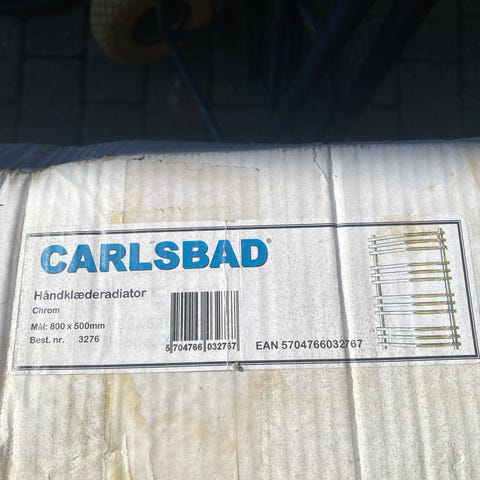 CARLSBAD®
Håndklæderadiator
Chrom
Mål: 800 x 500mm
Best. nr. 3276
5 704766 032767
EAN 5704766032767